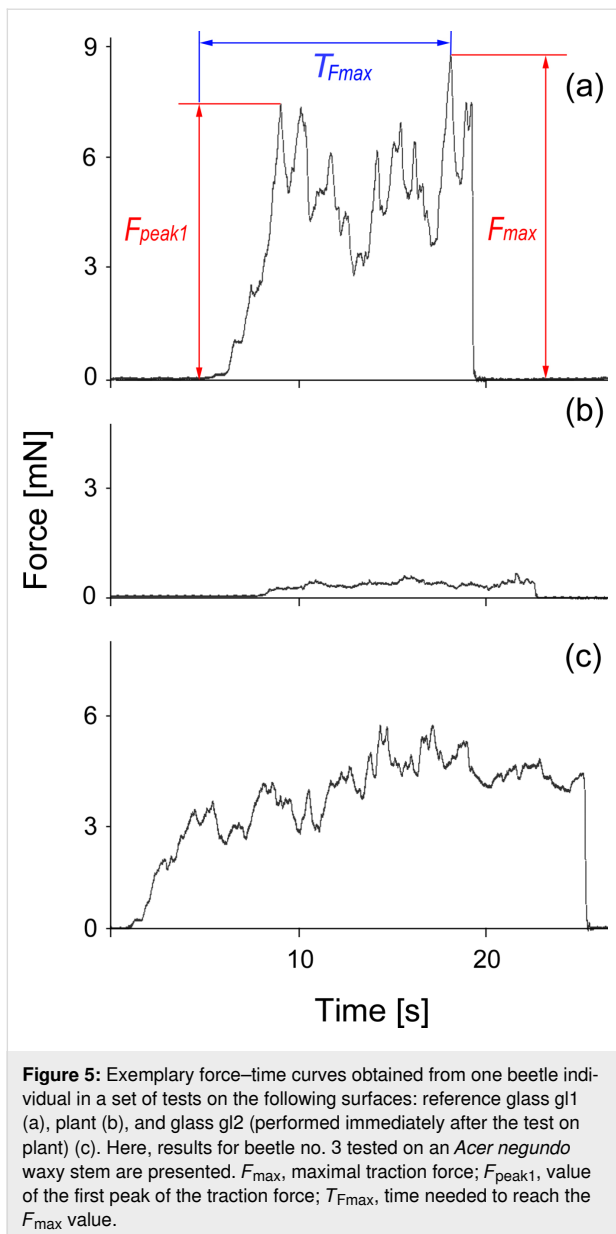 9
T_Fmax
(a)
6
F_peak1
F_max
3
0
(b)
3
0
Force [mN]
(c)
6
3
0
10
20
Time [s]
Figure 5: Exemplary force–time curves obtained from one beetle indi-
vidual in a set of tests on the following surfaces: reference glass gl1
(a), plant (b), and glass gl2 (performed immediately after the test on
plant) (c). Here, results for beetle no. 3 tested on an Acer negundo
waxy stem are presented. F_max, maximal traction force; F_peak1, value
of the first peak of the traction force; T_Fmax, time needed to reach the
F_max value.